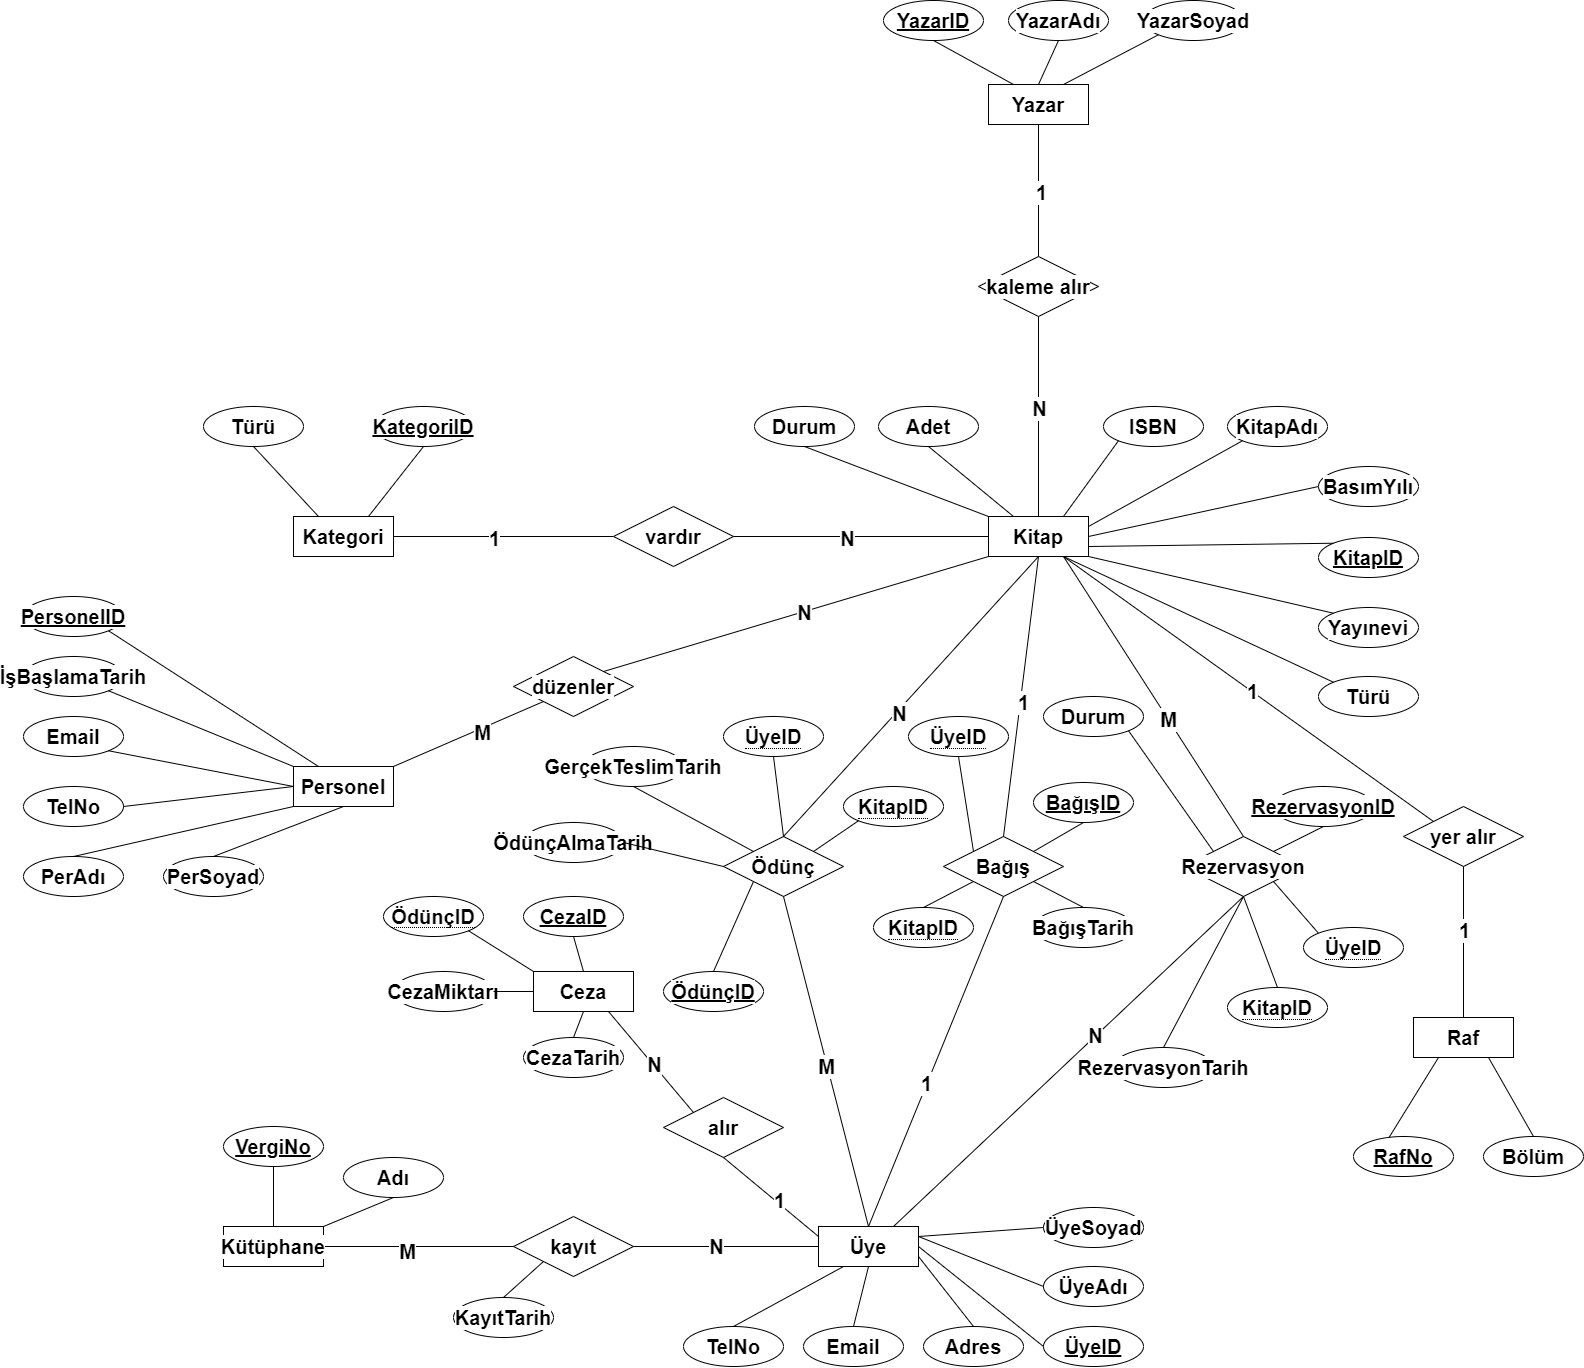 YazarID
YazarAdı
YazarSoyad
Yazar
1
<kaleme alır>
N
Türü
KategoriID
Durum
Adet
ISBN
KitapAdı
BasımYılı
Kategori
1
vardır
N
Kitap
KitapID
PersonelID
N
Yayınevi
İşBaşlamaTarih
düzenler
1
Türü
Email
M
ÜyeID
N
1
ÜyeID
Durum
M
GerçekTeslimTarih
Personel
TelNo
KitapID
BağışID
RezervasyonID
ÖdünçAlmaTarih
yer alır
PerAdı
PerSoyad
Ödünç
Bağış
Rezervasyon
ÖdünçID
CezaID
KitapID
BağışTarih
1
ÜyeID
CezaMiktarı
Ceza
ÖdünçID
KitapID
CezaTarih
N
M
N
Raf
RezervasyonTarih
1
alır
VergiNo
Adı
RafNo
Bölüm
1
ÜyeSoyad
Kütüphane
M
kayıt
N
Üye
ÜyeAdı
KayıtTarih
TelNo
Email
Adres
ÜyeID